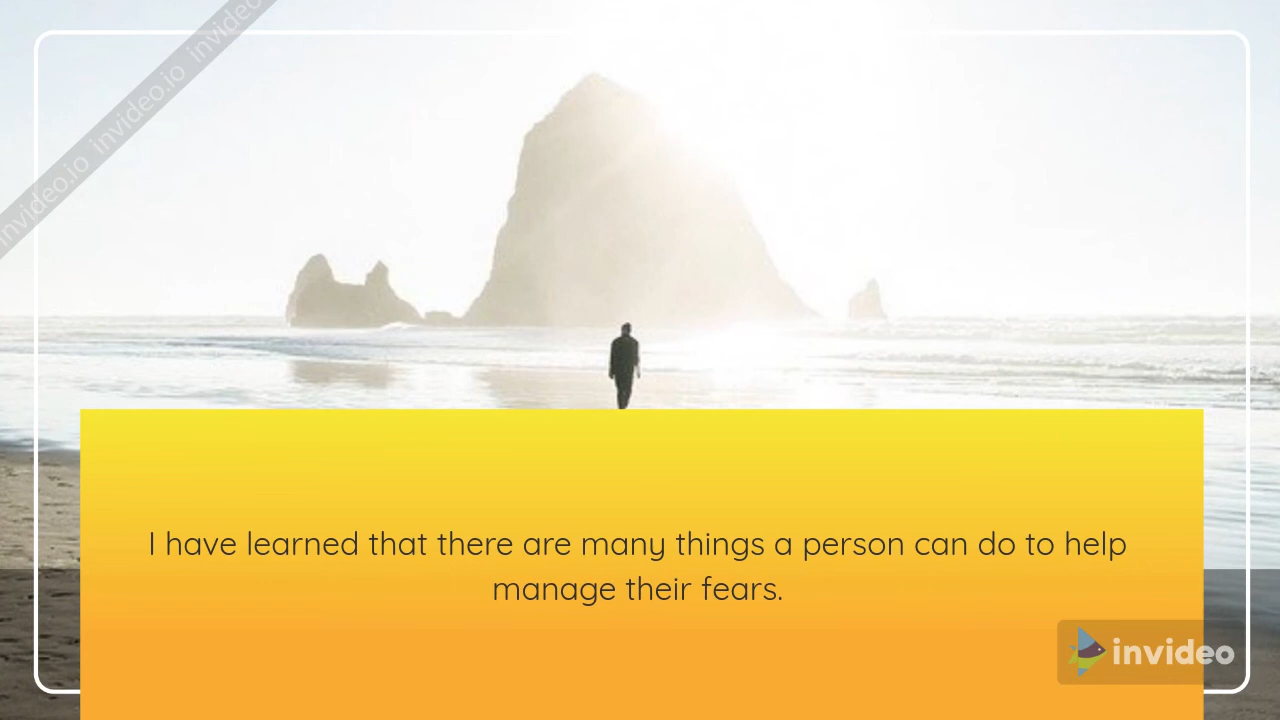 invideo.io invideo.io invideo
I have learned that there are many things a person can do to help
manage their fears.
invideo